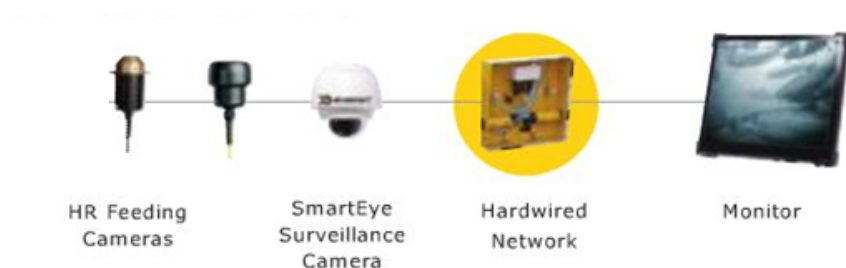 HR Feeding
Cameras
SmartEye
Surveillance
Camera
Hardwired
Network
Monitor